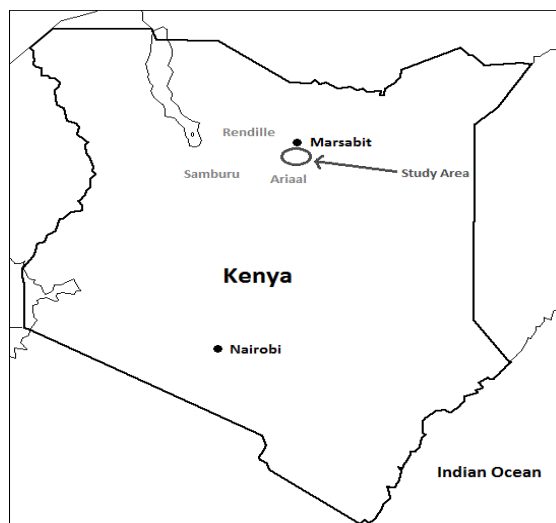 Rendille
Marsabit
Samburu
Ariaal
Study Area
Kenya
Nairobi
Indian Ocean